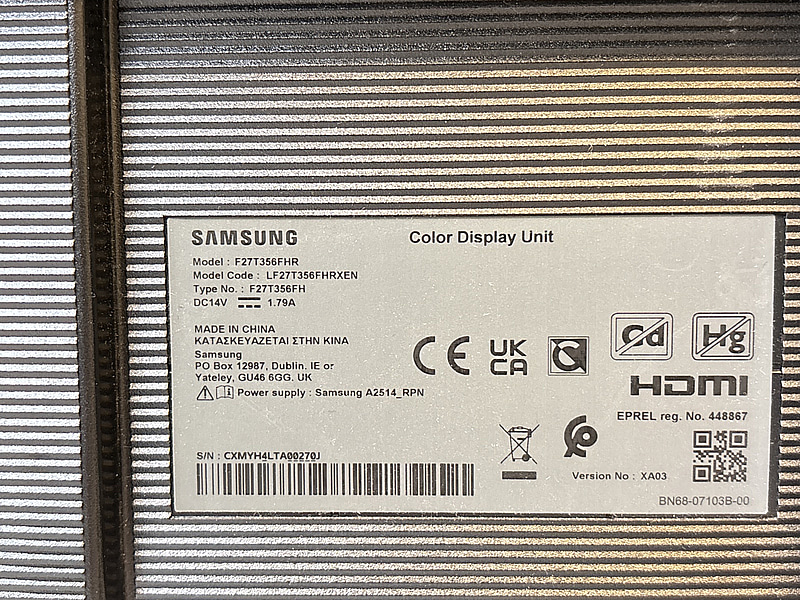 SAMSUNG
Color Display Unit
Model : F27T356FHR
Model Code : LF27T356FHRXEN
Type No. : F27T356FH
DC14V 1.79A
MADE IN CHINA
ΚΑΤΑΣΚΕΥΑΖΕΤΑΙ ΣΤΗΝ ΚΙΝΑ
Samsung
PO Box 12987, Dublin. IE or
Yateley, GU46 6GG. UK
Power supply : Samsung A2514_RPN
CE
UK
CA
Cd
Hg
HDMI
EPREL reg. No. 448867
S/N : CXMYH4LTA00270J
Version No : XA03
BN68-07103B-00